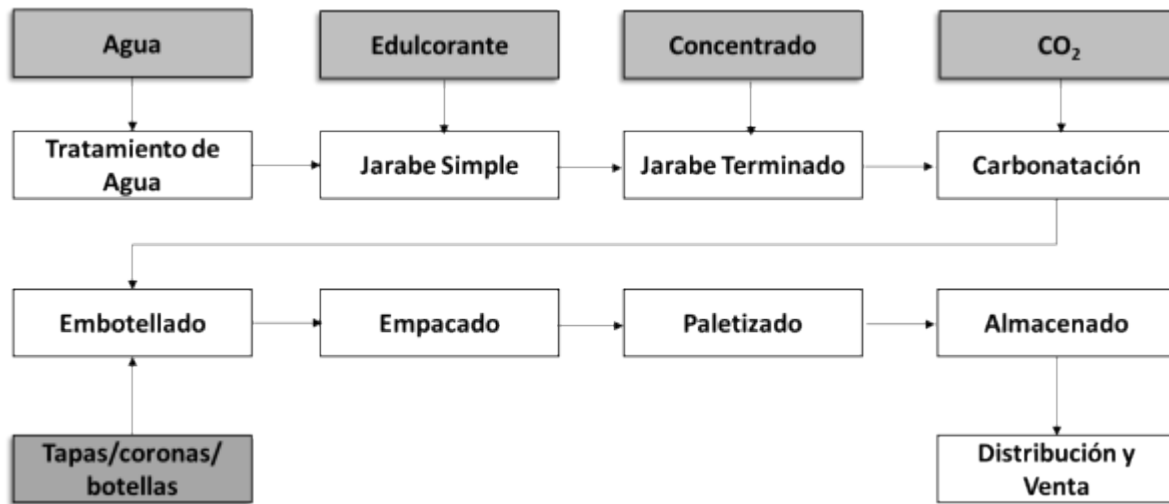 Agua
Edulcorante
Concentrado
CO₂
Tratamiento de
Agua
Jarabe Simple
Jarabe Terminado
Carbonatación
Embotellado
Empacado
Paletizado
Almacenado
Tapas/coronas/
botellas
Distribución y
Venta